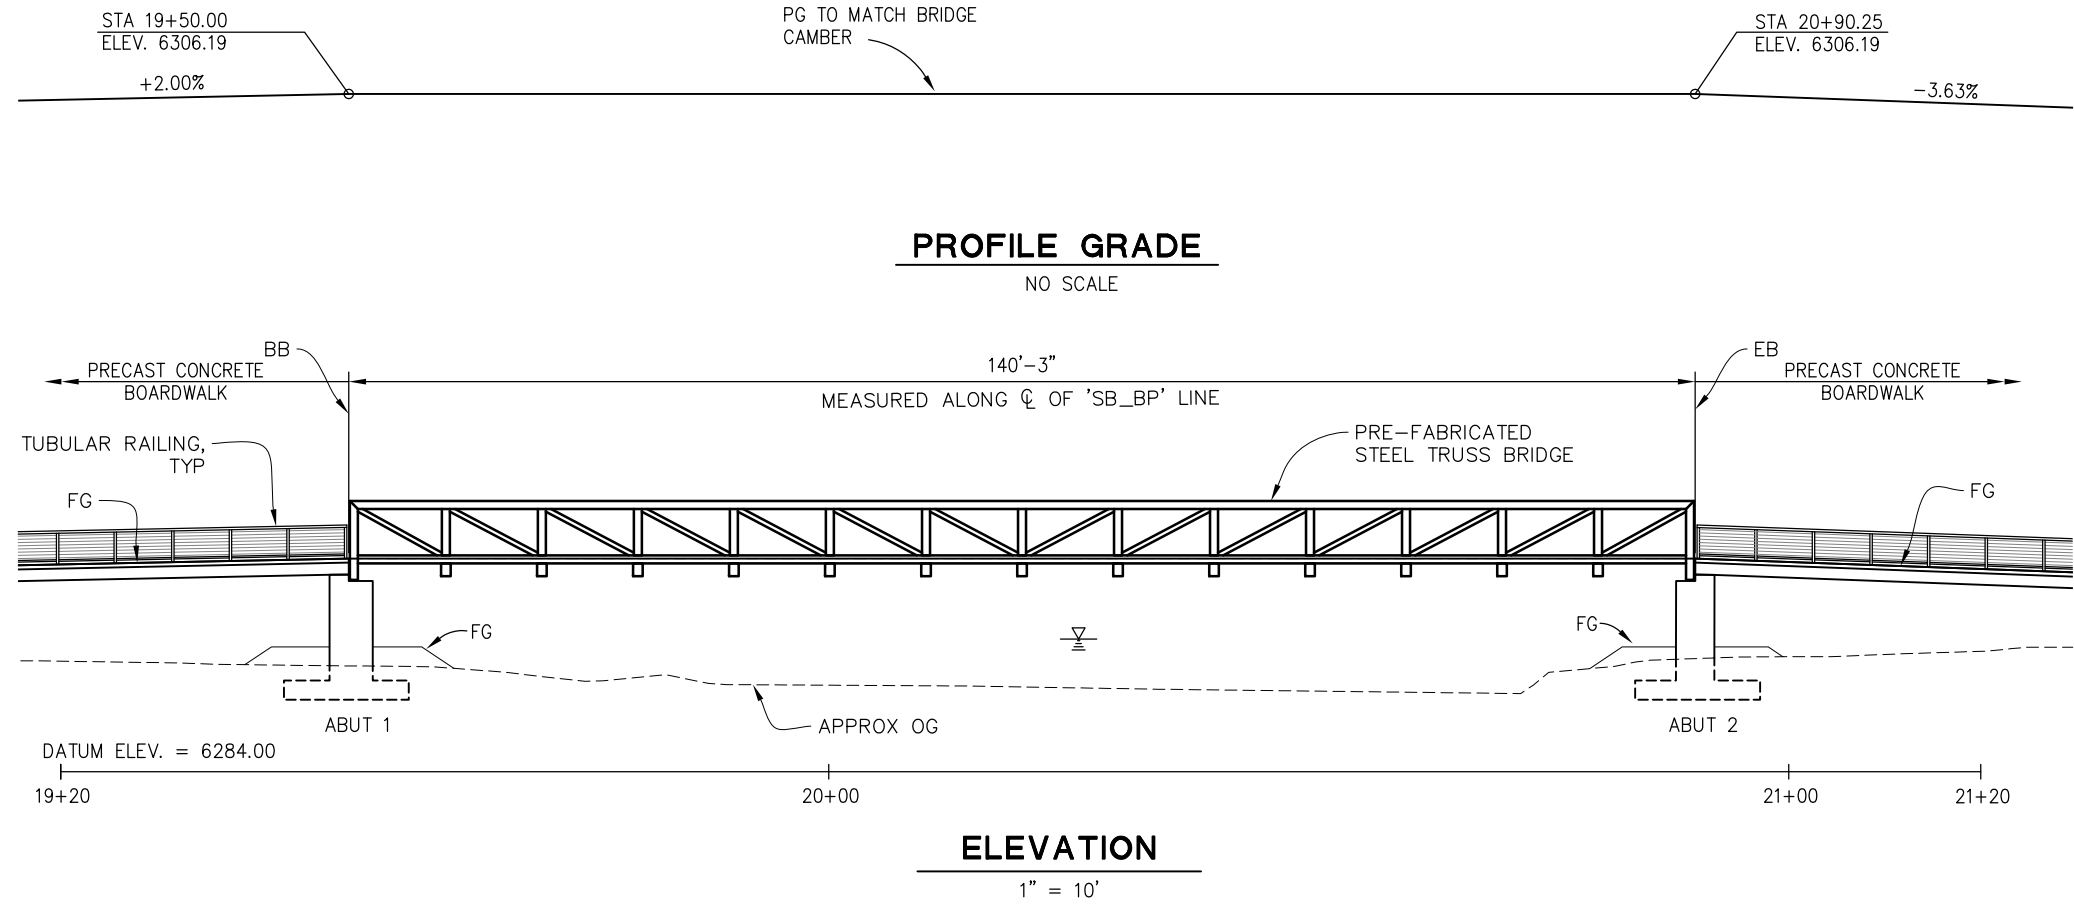 STA 19+50.00
ELEV. 6306.19
+2.00%
PG TO MATCH BRIDGE
CAMBER
STA 20+90.25
ELEV. 6306.19
-3.63%
PROFILE GRADE
NO SCALE
BB
PRECAST CONCRETE
BOARDWALK
140'-3"
MEASURED ALONG ℄ OF 'SB_BP' LINE
EB
PRECAST CONCRETE
BOARDWALK
TUBULAR RAILING,
TYP
FG
PRE-FABRICATED
STEEL TRUSS BRIDGE
FG
FG
FG
ABUT 1
APPROX OG
ABUT 2
DATUM ELEV. = 6284.00
19+20
20+00
21+00
21+20
ELEVATION
1" = 10'